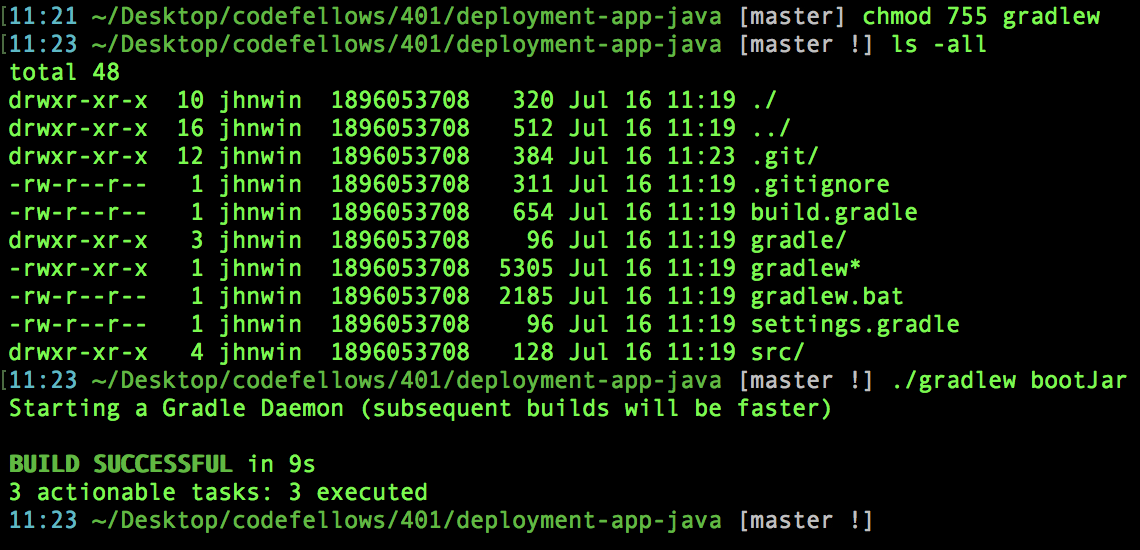 [11:21 ~/Desktop/codefellows/401/deployment-app-java [master] chmod 755 gradlew
[11:23 ~/Desktop/codefellows/401/deployment-app-java [master !] ls -all
total 48
drwxr-xr-x  10 jhnwin  1896053708   320 Jul 16 11:19 ./
drwxr-xr-x  16 jhnwin  1896053708   512 Jul 16 11:19 ../
drwxr-xr-x  12 jhnwin  1896053708   384 Jul 16 11:23 .git/
-rw-r--r--   1 jhnwin  1896053708   311 Jul 16 11:19 .gitignore
-rw-r--r--   1 jhnwin  1896053708   654 Jul 16 11:19 build.gradle
drwxr-xr-x   3 jhnwin  1896053708    96 Jul 16 11:19 gradle/
-rwxr-xr-x   1 jhnwin  1896053708  5305 Jul 16 11:19 gradlew*
-rw-r--r--   1 jhnwin  1896053708  2185 Jul 16 11:19 gradlew.bat
-rw-r--r--   1 jhnwin  1896053708    96 Jul 16 11:19 settings.gradle
drwxr-xr-x   4 jhnwin  1896053708   128 Jul 16 11:19 src/
[11:23 ~/Desktop/codefellows/401/deployment-app-java [master !] ./gradlew bootJar
Starting a Gradle Daemon (subsequent builds will be faster)
BUILD SUCCESSFUL in 9s
3 actionable tasks: 3 executed
11:23 ~/Desktop/codefellows/401/deployment-app-java [master !]